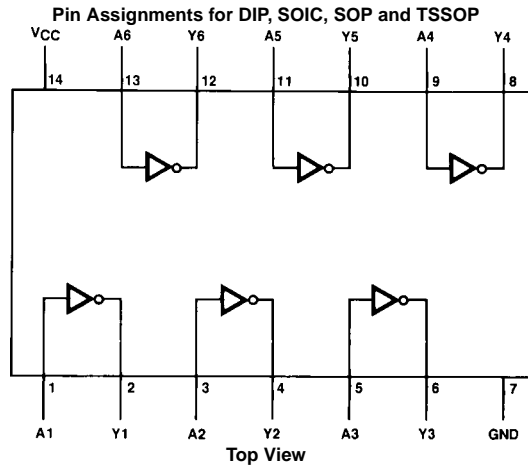 Pin Assignments for DIP, SOIC, SOP and TSSOP
VCC A6 Y6 A5 Y5 A4 Y4
14 13 12 11 10 9 8
1 2 3 4 5 6 7
A1 Y1 A2 Y2 A3 Y3 GND
Top View